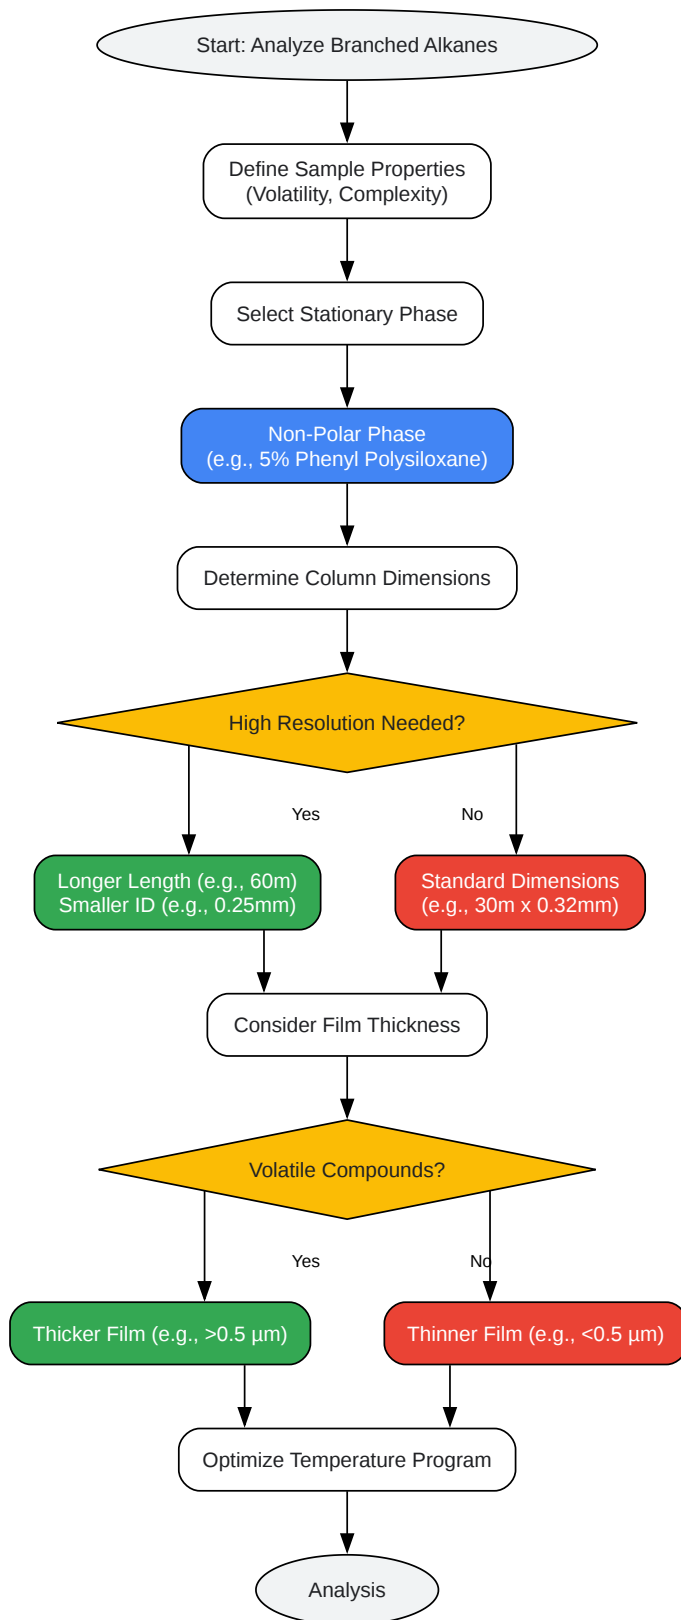 Start: Analyze Branched Alkanes
Define Sample Properties
(Volatility, Complexity)
Select Stationary Phase
Non-Polar Phase
(e.g., 5% Phenyl Polysiloxane)
Determine Column Dimensions
High Resolution Needed?
Yes
No
Longer Length (e.g., 60m)
Smaller ID (e.g., 0.25mm)
Standard Dimensions
(e.g., 30m x 0.32mm)
Consider Film Thickness
Volatile Compounds?
Yes
No
Thicker Film (e.g., >0.5 µm)
Thinner Film (e.g., <0.5 µm)
Optimize Temperature Program
Analysis